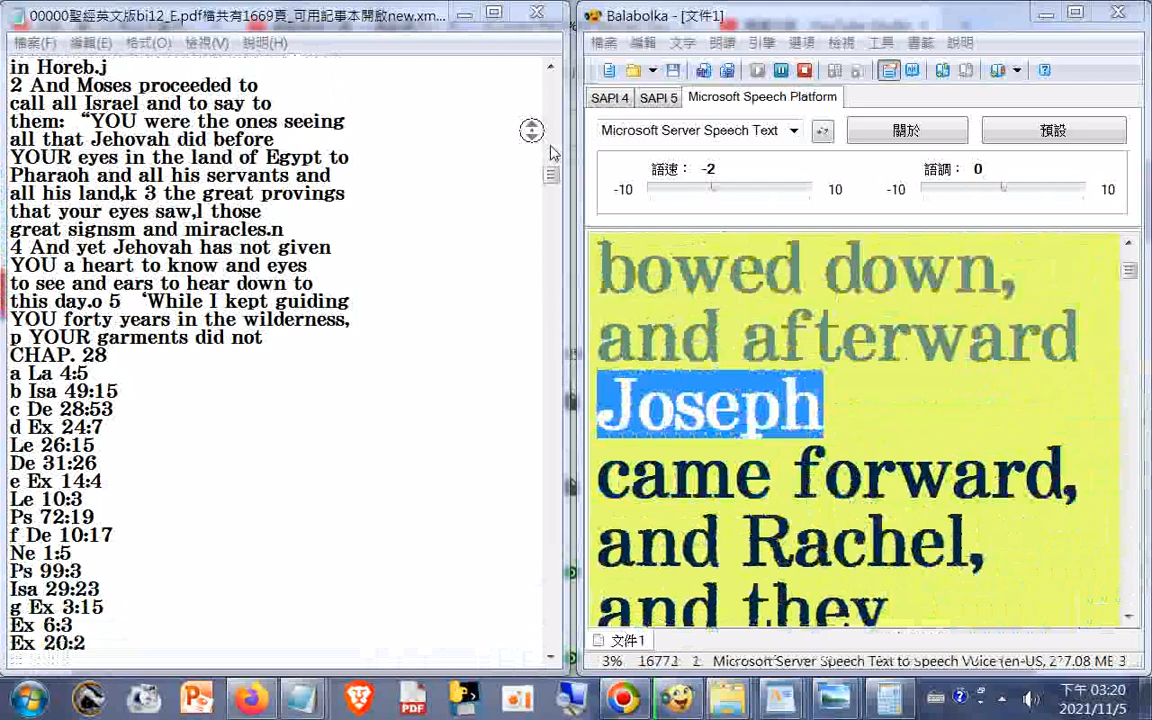 00000聖經英文版bi12_E.pdf檔共有1669頁_可用記事本開啟new.xm...
檔案(F) 編輯(E) 格式(O) 檢視(V) 說明(H)
in Horeb.j
2 And Moses proceeded to
call all Israel and to say to
them: “YOU were the ones seeing
all that Jehovah did before
YOUR eyes in the land of Egypt to
Pharaoh and all his servants and
all his land,k 3 the great provings
that your eyes saw,l those
great signsm and miracles.n
4 And yet Jehovah has not given
YOU a heart to know and eyes
to see and ears to hear down to
this day.o 5 ‘While I kept guiding
YOU forty years in the wilderness,
p YOUR garments did not
CHAP. 28
a La 4:5
b Isa 49:15
c De 28:53
d Ex 24:7
Le 26:15
De 31:26
e Ex 14:4
Le 10:3
Ps 72:19
f De 10:17
Ne 1:5
Ps 99:3
Isa 29:23
g Ex 3:15
Ex 6:3
Ex 20:2
Balabolka - [文件1]
檔案 編輯 文字 朗讀 引擎 選項 檢視 工具 書籤 說明
SAPI 4 SAPI 5 Microsoft Speech Platform
Microsoft Server Speech Text 關於 預設
語速: -2 語調: 0
-10 10 -10 10
bowed down,
and afterward
Joseph
came forward,
and Rachel,
and they
文件1
3% 16772 Microsoft Server Speech Text to Speech Voice (en-US, 277.08 MB 3
PDF
下午 03:20
2021/11/5